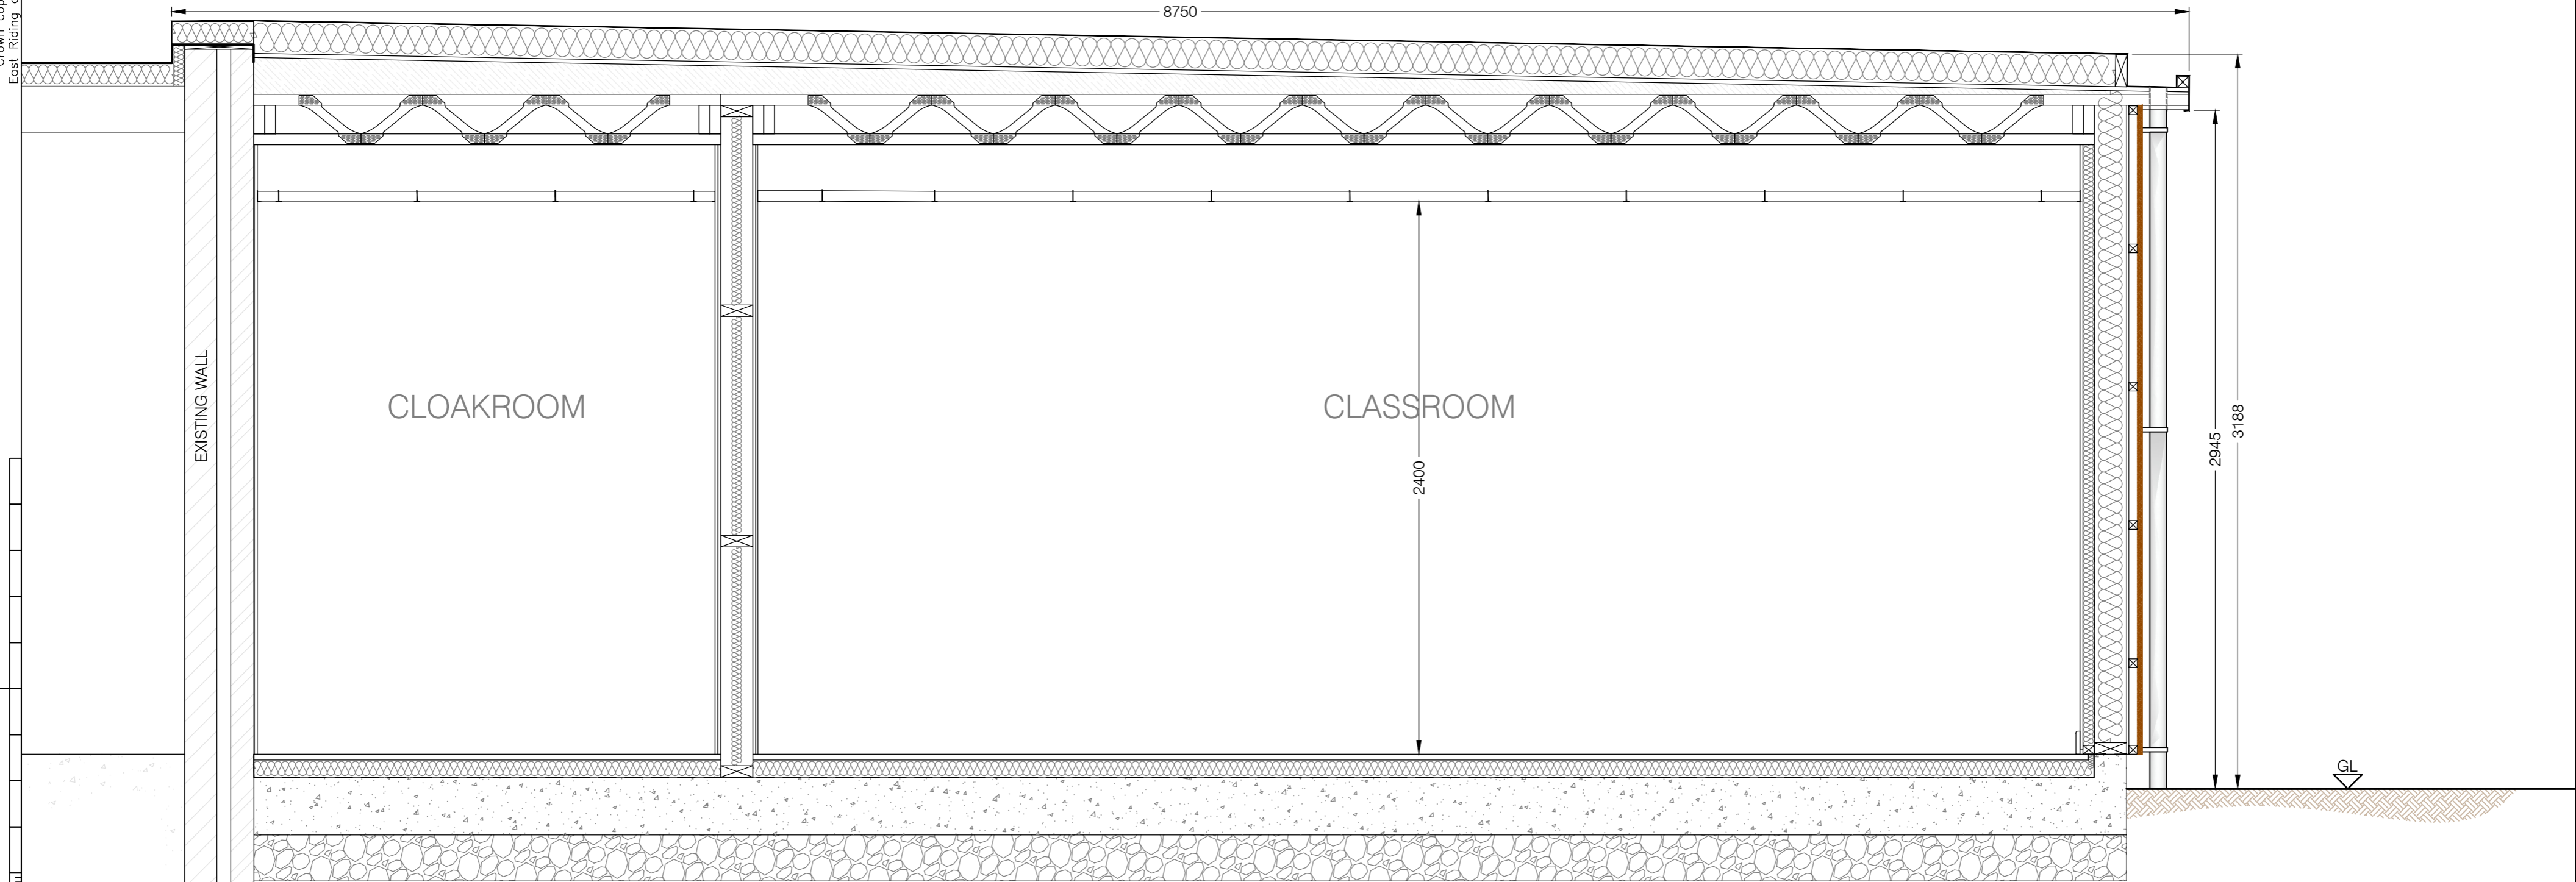 East Riding o
8750
EXISTING WALL
CLOAKROOM
CLASSROOM
2400
2945
3188
GL